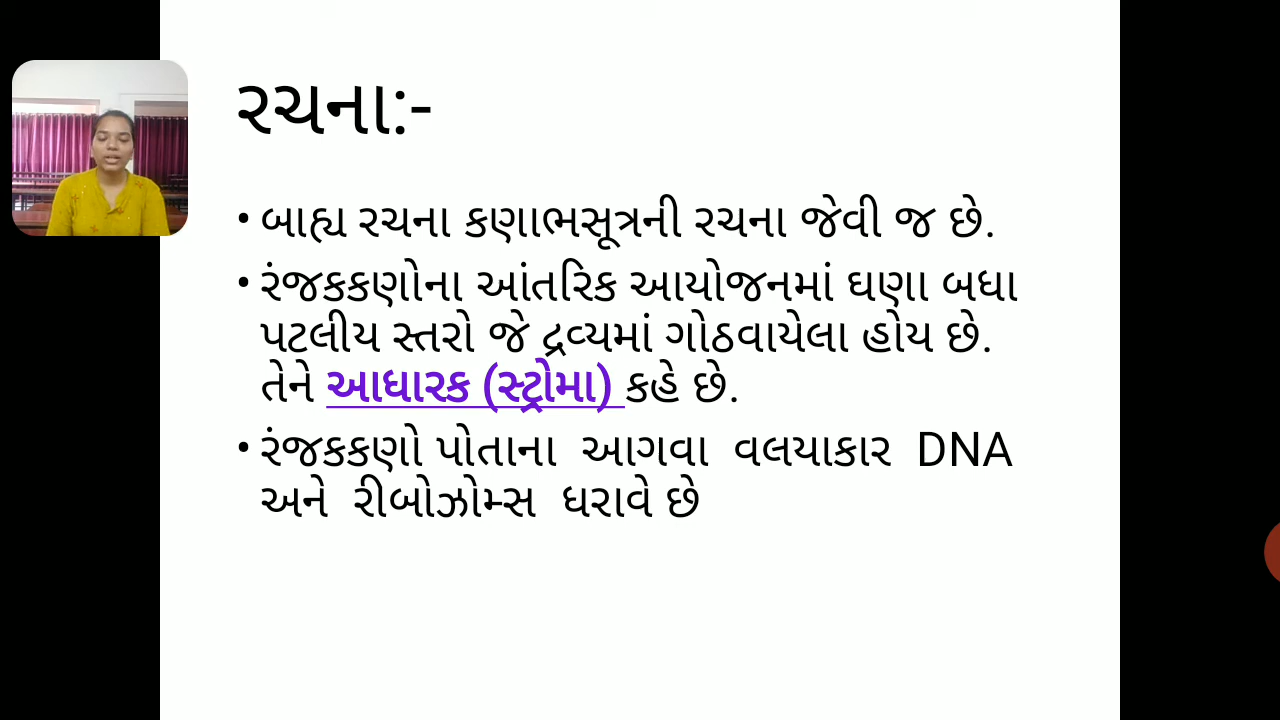 રચના:-
• બાહ્ય રચના કણાભસૂત્રની રચના જેવી જ છે.
• રંજકકણોના આંતરિક આયોજનમાં ઘણા બધા
પટલીય સ્તરો જે દ્રવ્યમાં ગોઠવાયેલા હોય છે.
તેને આધારક (સ્ટ્રોમા) કહે છે.
• રંજકકણો પોતાના આગવા વલયાકાર DNA
અને રીબોઝોમ્સ ધરાવે છે